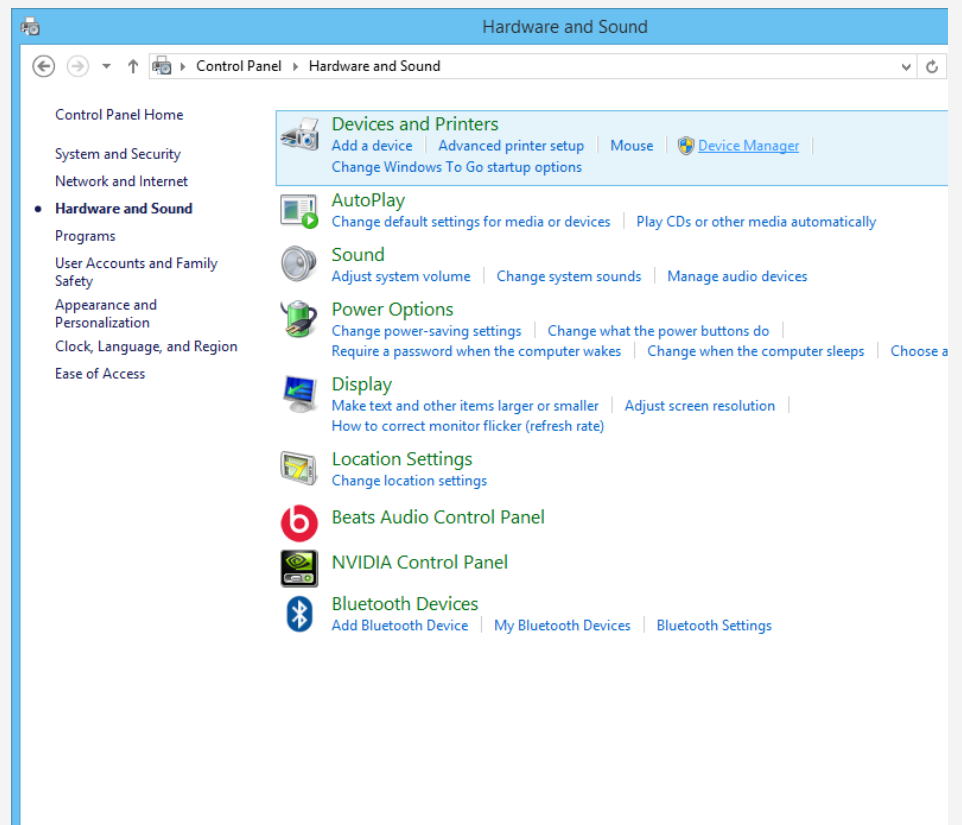 Hardware and Sound
Control Panel Hardware and Sound
Control Panel Home
System and Security
Network and Internet
Hardware and Sound
Programs
User Accounts and Family
Safety
Appearance and
Personalization
Clock, Language, and Region
Ease of Access
Devices and Printers
Add a device Advanced printer setup Mouse Device Manager
Change Windows To Go startup options
AutoPlay
Change default settings for media or devices Play CDs or other media automatically
Sound
Adjust system volume Change system sounds Manage audio devices
Power Options
Change power-saving settings Change what the power buttons do
Require a password when the computer wakes Change when the computer sleeps Choose a
Display
Make text and other items larger or smaller Adjust screen resolution
How to correct monitor flicker (refresh rate)
Location Settings
Change location settings
Beats Audio Control Panel
NVIDIA Control Panel
Bluetooth Devices
Add Bluetooth Device My Bluetooth Devices Bluetooth Settings